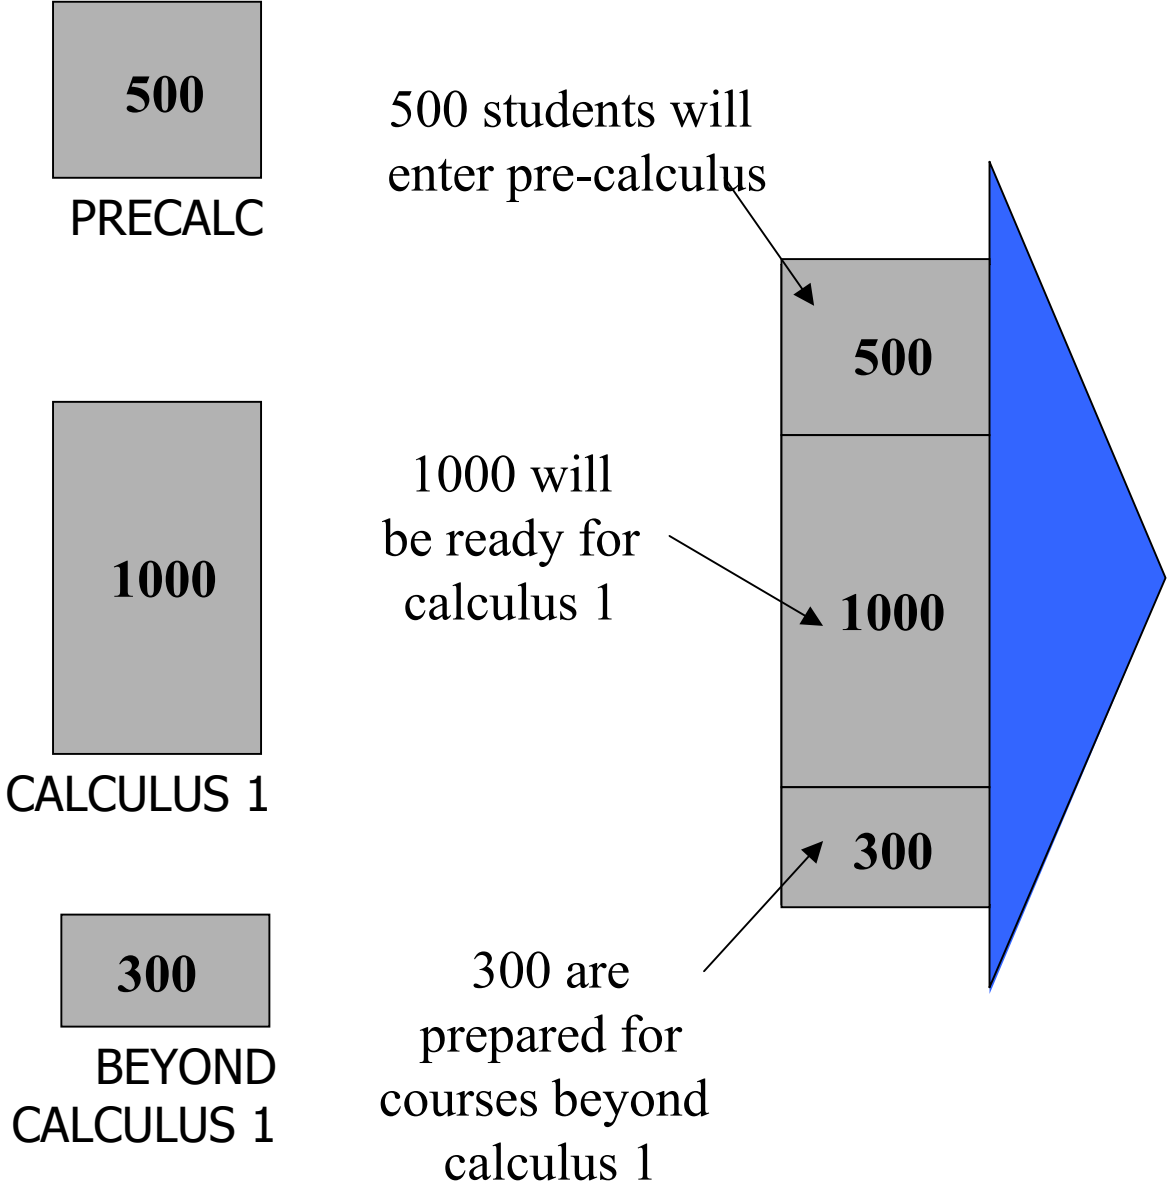 500
PRECALC
500 students will
enter pre-calculus
500
1000
CALCULUS 1
1000 will
be ready for
calculus 1
1000
300
BEYOND
CALCULUS 1
300 are
prepared for
courses beyond
calculus 1
300